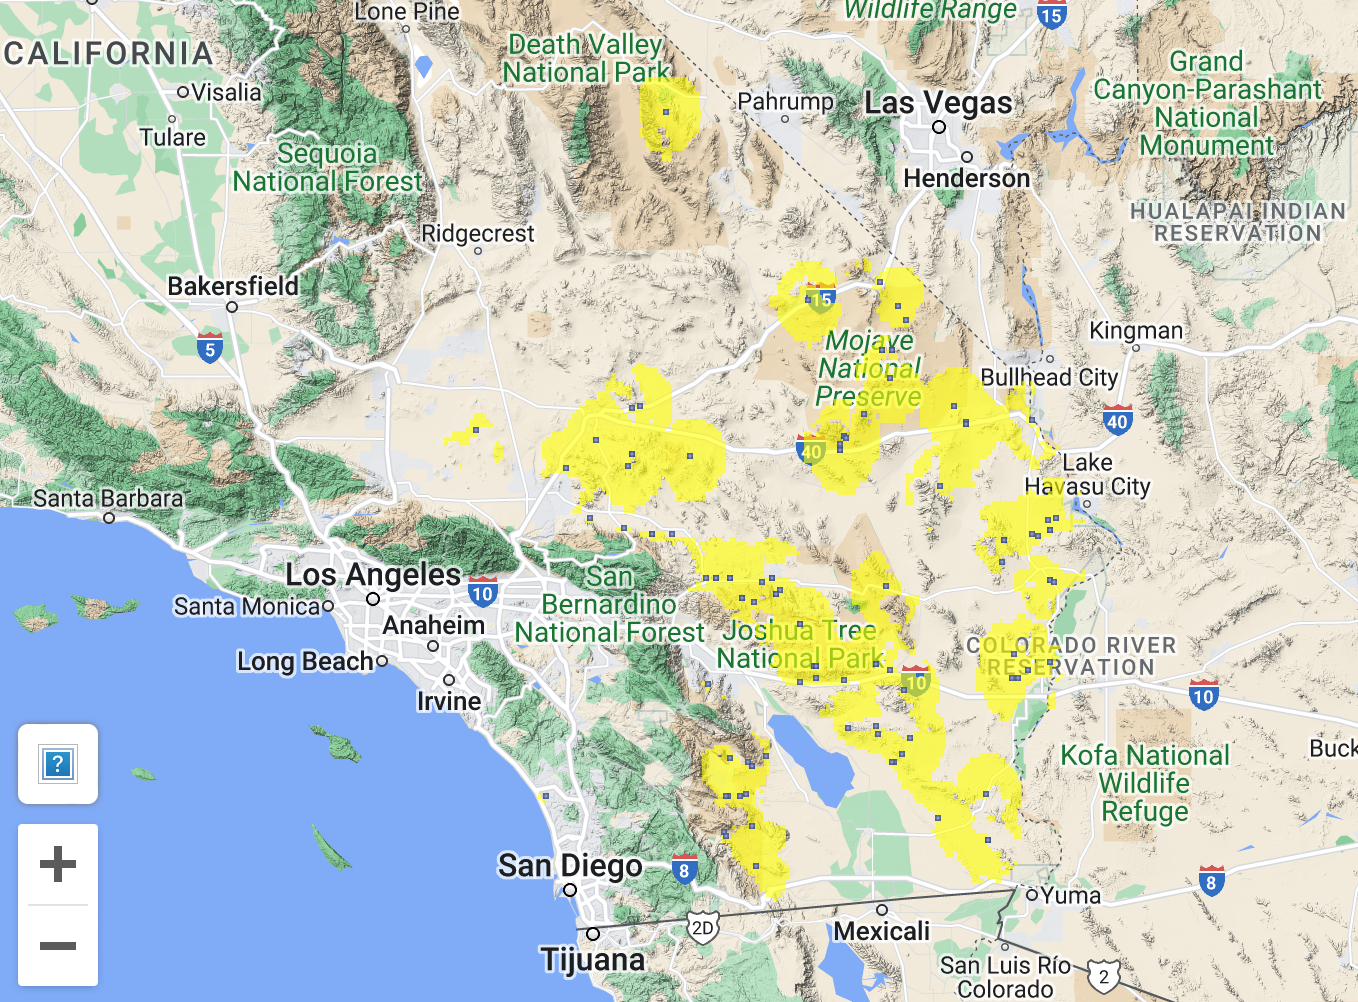 Lone Pine
Wildlife Range
15
CALIFORNIA
Death Valley
National Park
Grand
Canyon-Parashant
National
Monument
Visalia
Pahrump
Las Vegas
Tulare
Sequoia
National Forest
Henderson
HUALAPAI INDIAN
RESERVATION
Ridgecrest
Bakersfield
15
Kingman
5
Mojave
National
Preserve
Bullhead City
40
40
Lake
Havasu City
Santa Barbara
Los Angeles
10
San
Bernardino
National Forest
Santa Monica
Anaheim
Joshua Tree
National Park
COLORADO RIVER
RESERVATION
Long Beach
10
10
Irvine
Kofa National
Wildlife
Refuge
Buck
?
+
−
San Diego
8
8
Yuma
2D
Mexicali
Tijuana
San Luis Río
Colorado
2